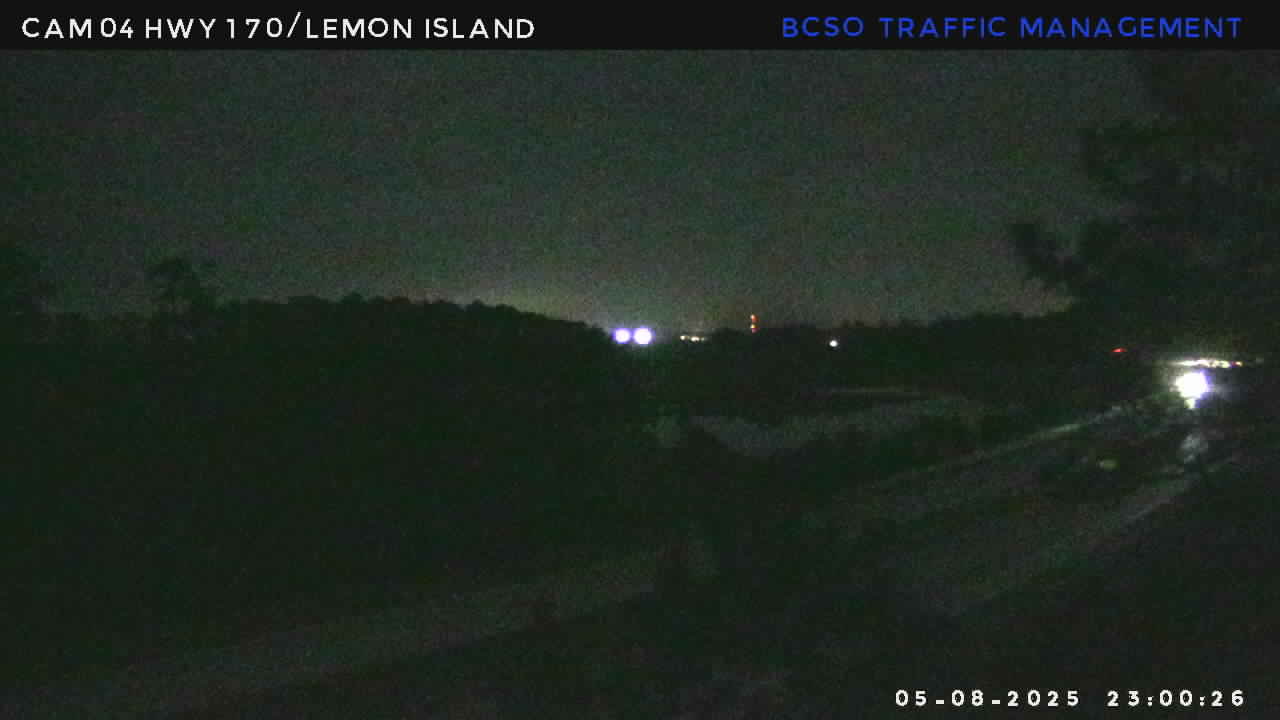 CAM04 HWY 170/LEMON ISLAND
BCSO TRAFFIC MANAGEMENT
05-08-2025 23:00:26